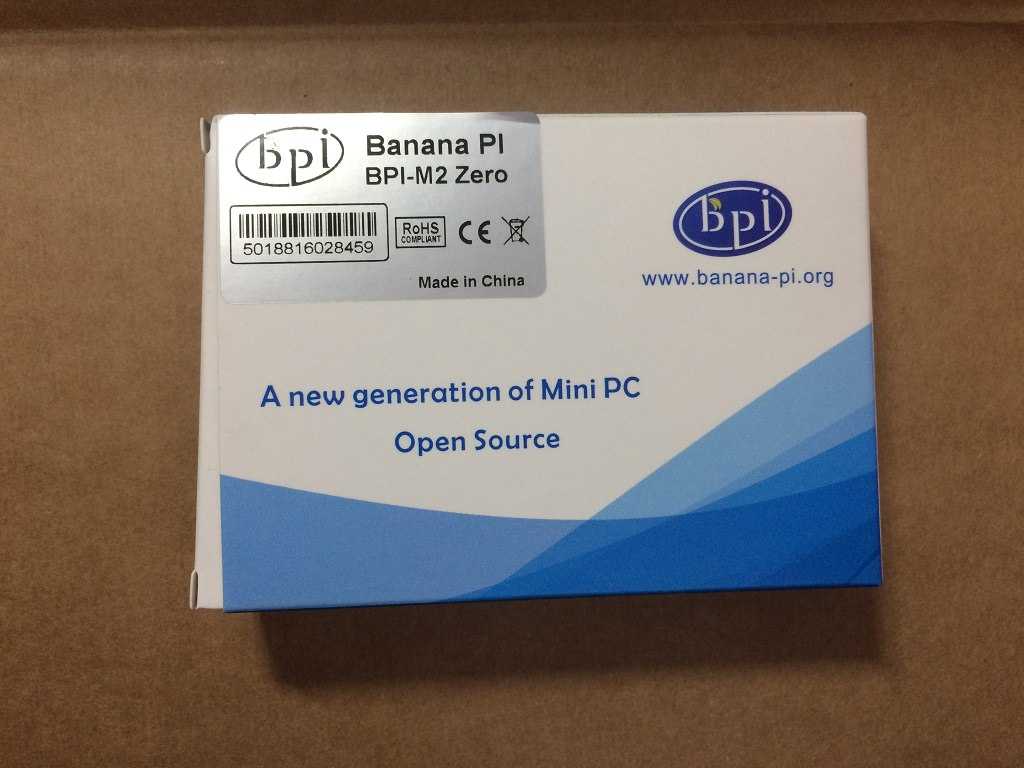 bpi
Banana PI
BPI-M2 Zero
5018816028459
RoHS
COMPLIANT
CE
Made in China
bpi
www.banana-pi.org
A new generation of Mini PC
Open Source